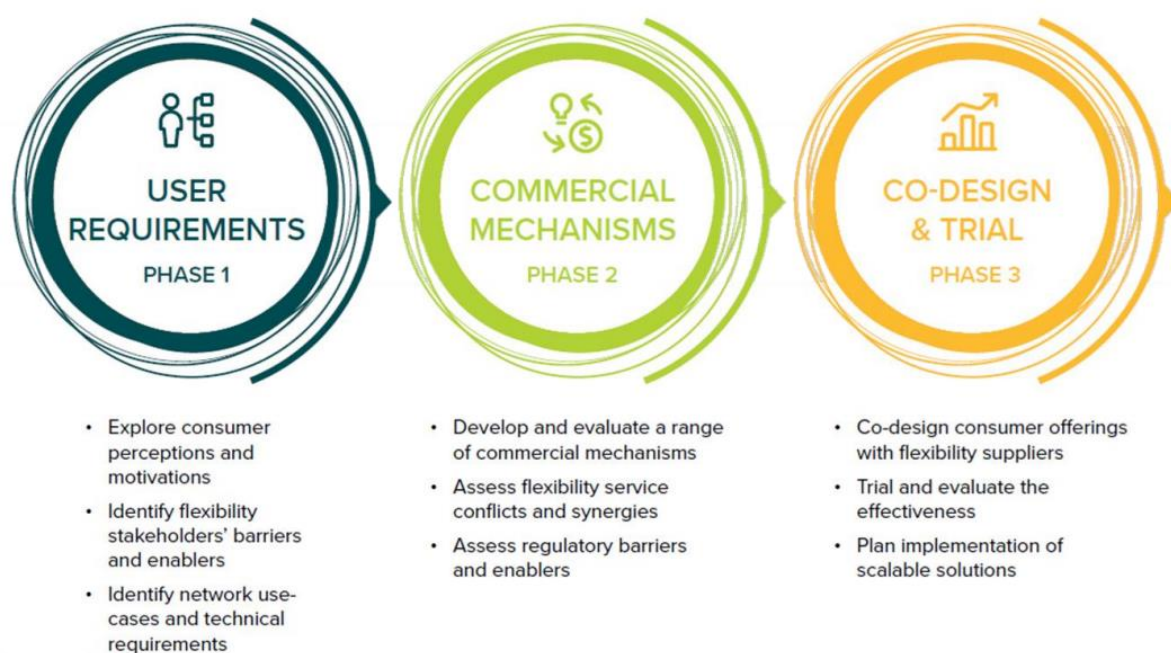 USER
REQUIREMENTS
PHASE 1
• Explore consumer
perceptions and
motivations
• Identify flexibility
stakeholders’ barriers
and enablers
• Identify network use-
cases and technical
requirements
COMMERCIAL
MECHANISMS
PHASE 2
• Develop and evaluate a range
of commercial mechanisms
• Assess flexibility service
conflicts and synergies
• Assess regulatory barriers
and enablers
CO-DESIGN
& TRIAL
PHASE 3
• Co-design consumer offerings
with flexibility suppliers
• Trial and evaluate the
effectiveness
• Plan implementation of
scalable solutions